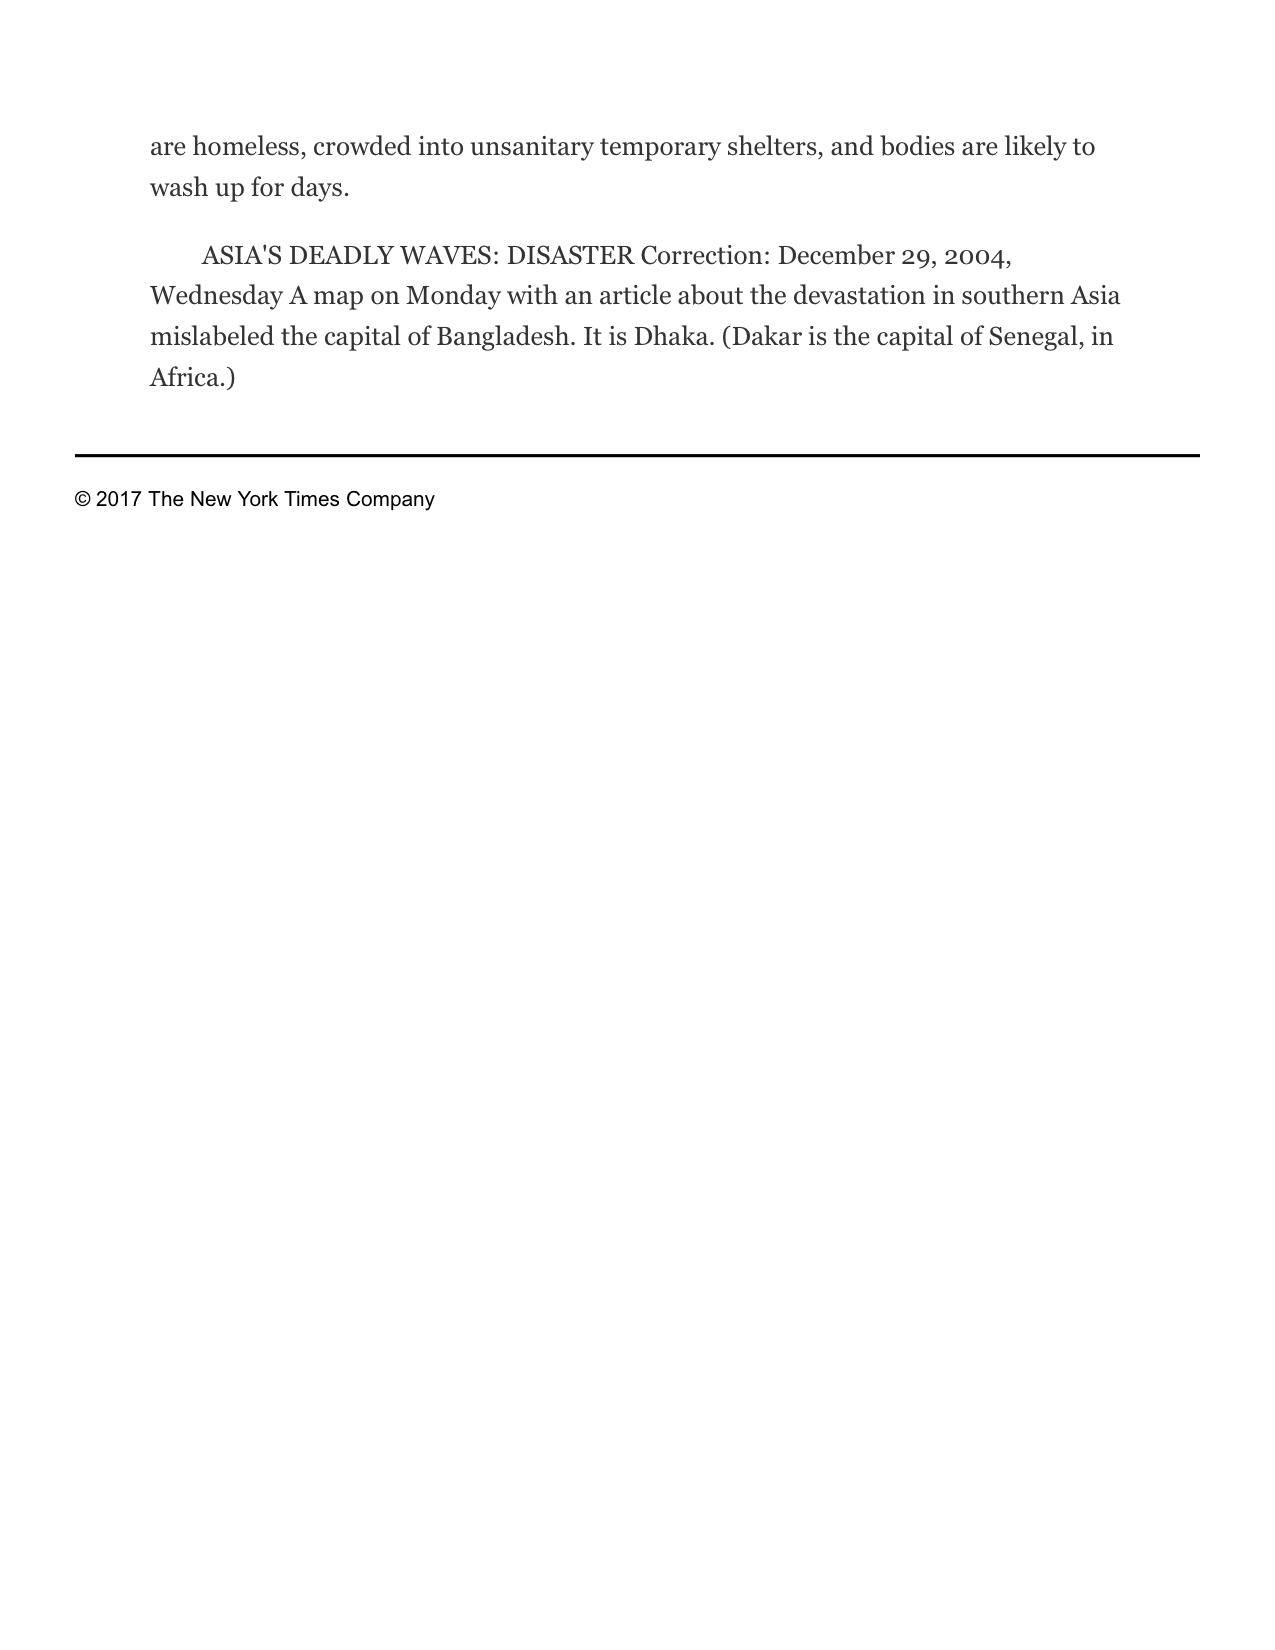 are homeless, crowded into unsanitary temporary shelters, and bodies are likely to
wash up for days.
ASIA'S DEADLY WAVES: DISASTER Correction: December 29, 2004,
Wednesday A map on Monday with an article about the devastation in southern Asia
mislabeled the capital of Bangladesh. It is Dhaka. (Dakar is the capital of Senegal, in
Africa.)
© 2017 The New York Times Company